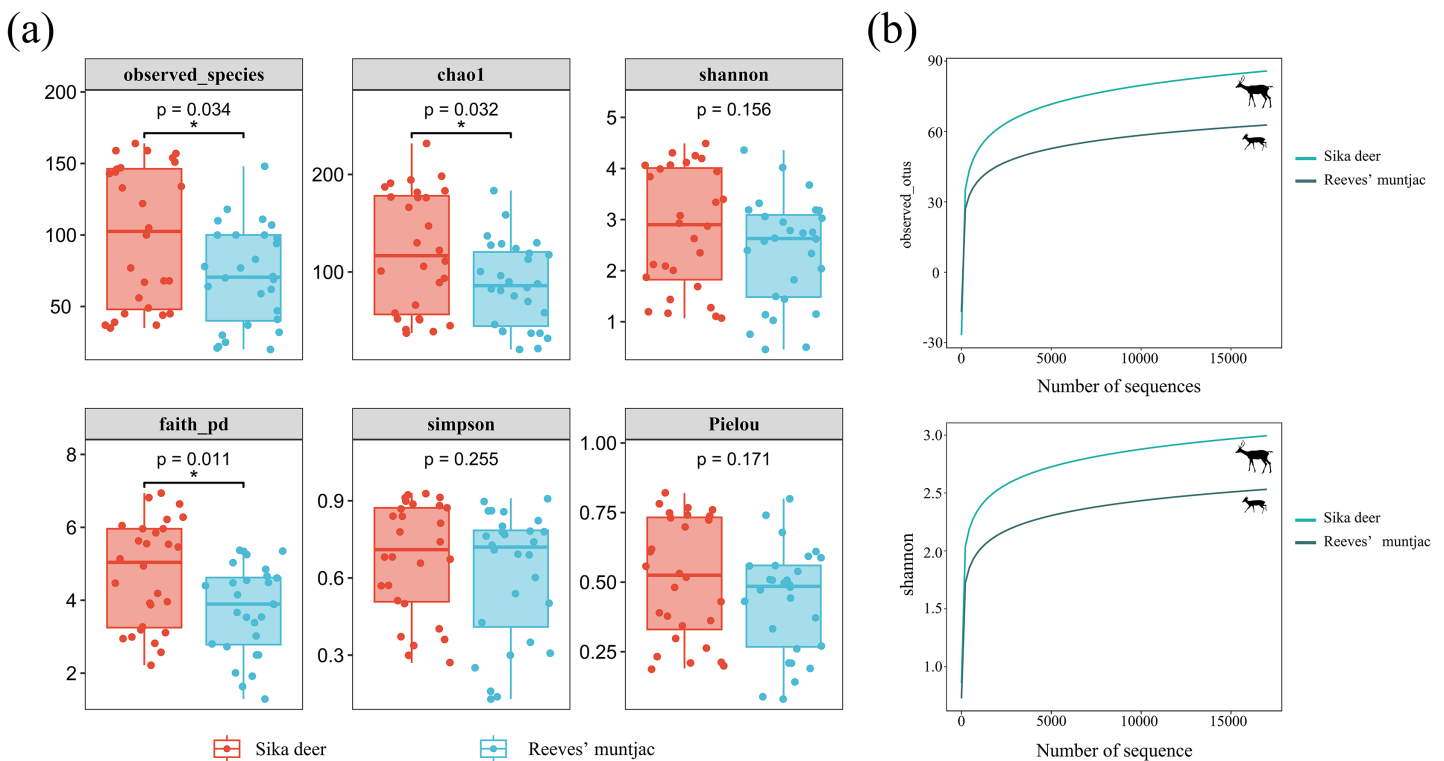 (a)
(b)
observed_species
chao1
shannon
p = 0.034
*
p = 0.032
*
p = 0.156
200
150
100
50
200
100
5
4
3
2
1
faith_pd
simpson
Pielou
p = 0.011
*
p = 0.255
p = 0.171
8
6
4
2
0.9
0.6
0.3
1.00
0.75
0.50
0.25
Sika deer
Reeves’ muntjac
observed_otus
90
60
30
0
-30
0
5000
10000
15000
Number of sequences
Sika deer
Reeves’ muntjac
shannon
3.0
2.5
2.0
1.5
1.0
0
5000
10000
15000
Number of sequence
Sika deer
Reeves’ muntjac